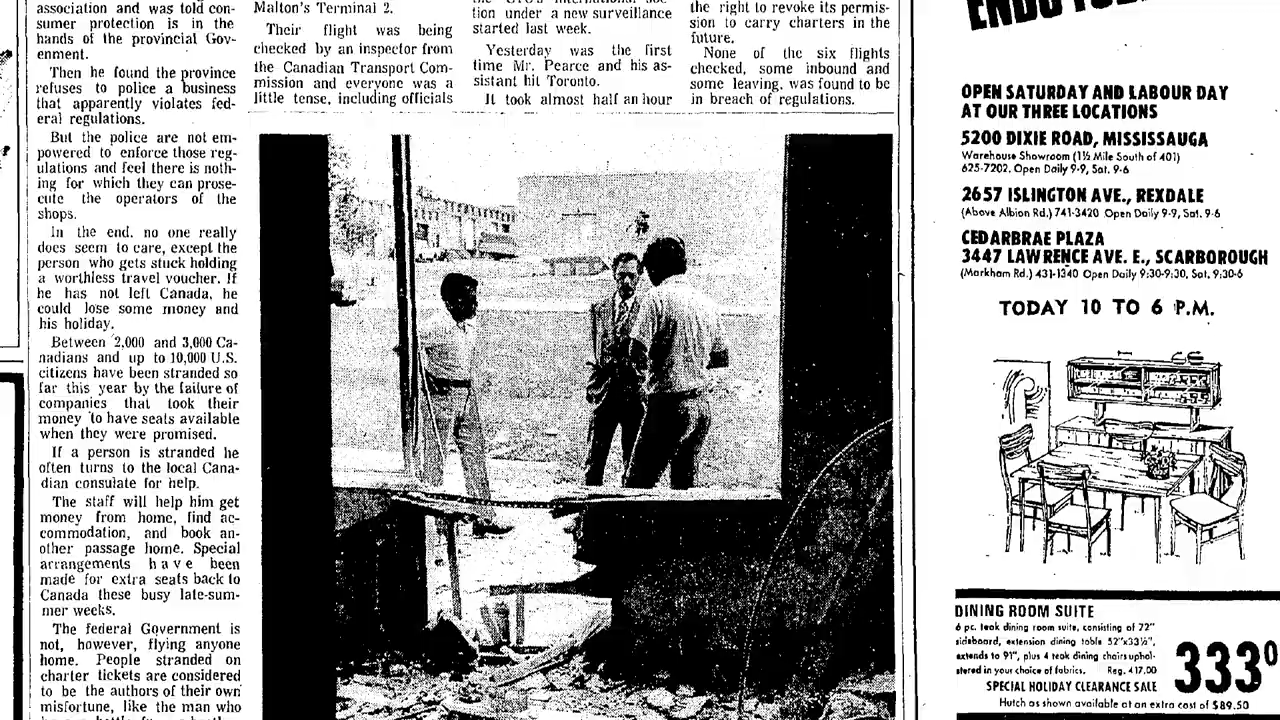 association and was told con-
sumer protection is in the
hands of the provincial Gov-
ernment.
Then he found the province
refuses to police a business
that apparently violates fed-
eral regulations.
But the police are not em-
powered to enforce those reg-
ulations and feel there is noth-
ing for which they can prose-
cute the operators of the
shops.
In the end, no one really
does seem to care, except the
person who gets stuck holding
a worthless travel voucher. If
he has not left Canada, he
could lose some money and
his holiday.
Between 2,000 and 3,000 Ca-
nadians and up to 10,000 U.S.
citizens have been stranded so
far this year by the failure of
companies that took their
money to have seats available
when they were promised.
If a person is stranded he
often turns to the local Cana-
dian consulate for help.
The staff will help him get
money from home, find ac-
commodation, and book an-
other passage home. Special
arrangements have been
made for extra seats back to
Canada these busy late-sum-
mer weeks.
The federal Government is
not, however, flying anyone
home. People stranded on
charter tickets are considered
to be the authors of their own
misfortune, like the man who
Malton's Terminal 2.
Their flight was being
checked by an inspector from
the Canadian Transport Com-
mission and everyone was a
little tense, including officials
tion under a new surveillance
started last week.
Yesterday was the first
time Mr. Pearce and his as-
sistant hit Toronto.
It took almost half an hour
the right to revoke its permis-
sion to carry charters in the
future.
None of the six flights
checked, some inbound and
some leaving, was found to be
in breach of regulations.
ENDS
OPEN SATURDAY AND LABOUR DAY
AT OUR THREE LOCATIONS
5200 DIXIE ROAD, MISSISSAUGA
Warehouse Showroom (1½ Mile South of 401)
625-7202. Open Daily 9-9, Sat. 9-6
2657 ISLINGTON AVE., REXDALE
(Above Albion Rd.) 741-3420 Open Daily 9-9, Sat. 9-6
CEDARBRAE PLAZA
3447 LAWRENCE AVE. E., SCARBOROUGH
(Markham Rd.) 431-1340 Open Daily 9:30-9:30, Sat. 9:30-6
TODAY 10 TO 6 P.M.
DINING ROOM SUITE
6 pc. teak dining room suite, consisting of 72"
sideboard, extension dining table 52"x33½",
extends to 91", plus 4 teak dining chairs uphol-
stered in your choice of fabrics. Reg. 417.00
SPECIAL HOLIDAY CLEARANCE SALE
333
Hutch as shown available at an extra cost of $89.50